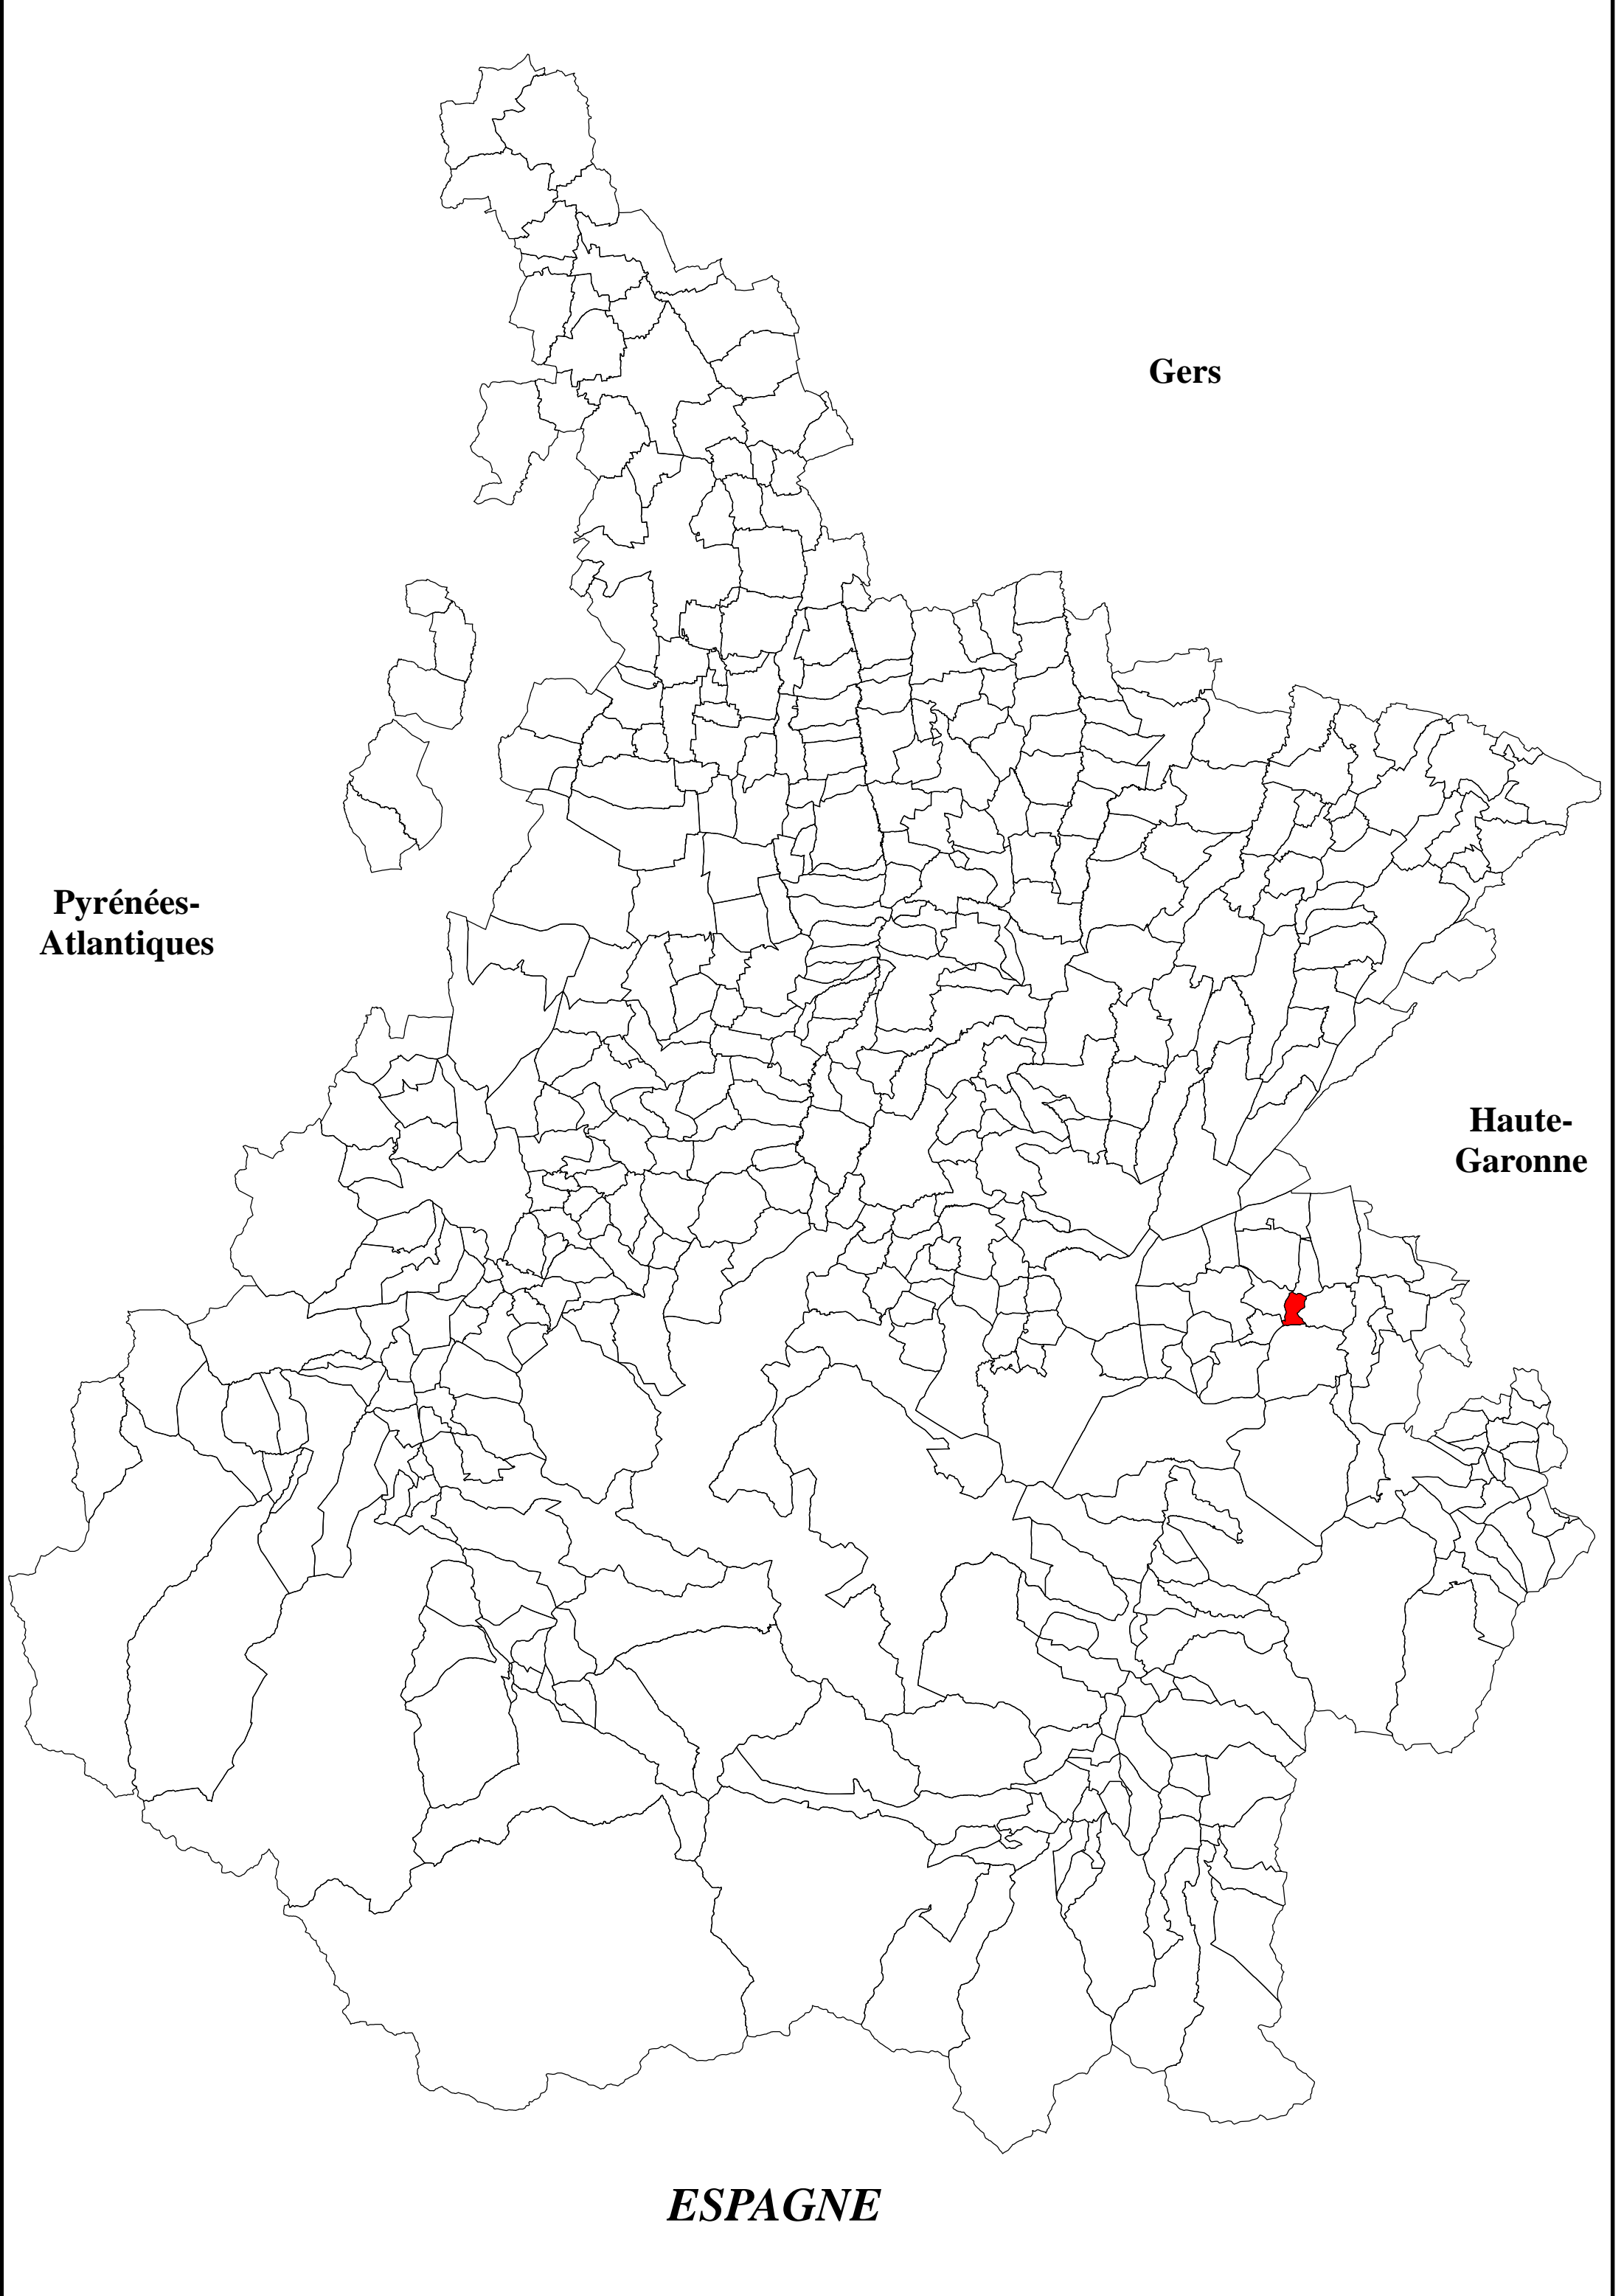 Gers
Pyrénées-
Atlantiques
Haute-
Garonne
ESPAGNE